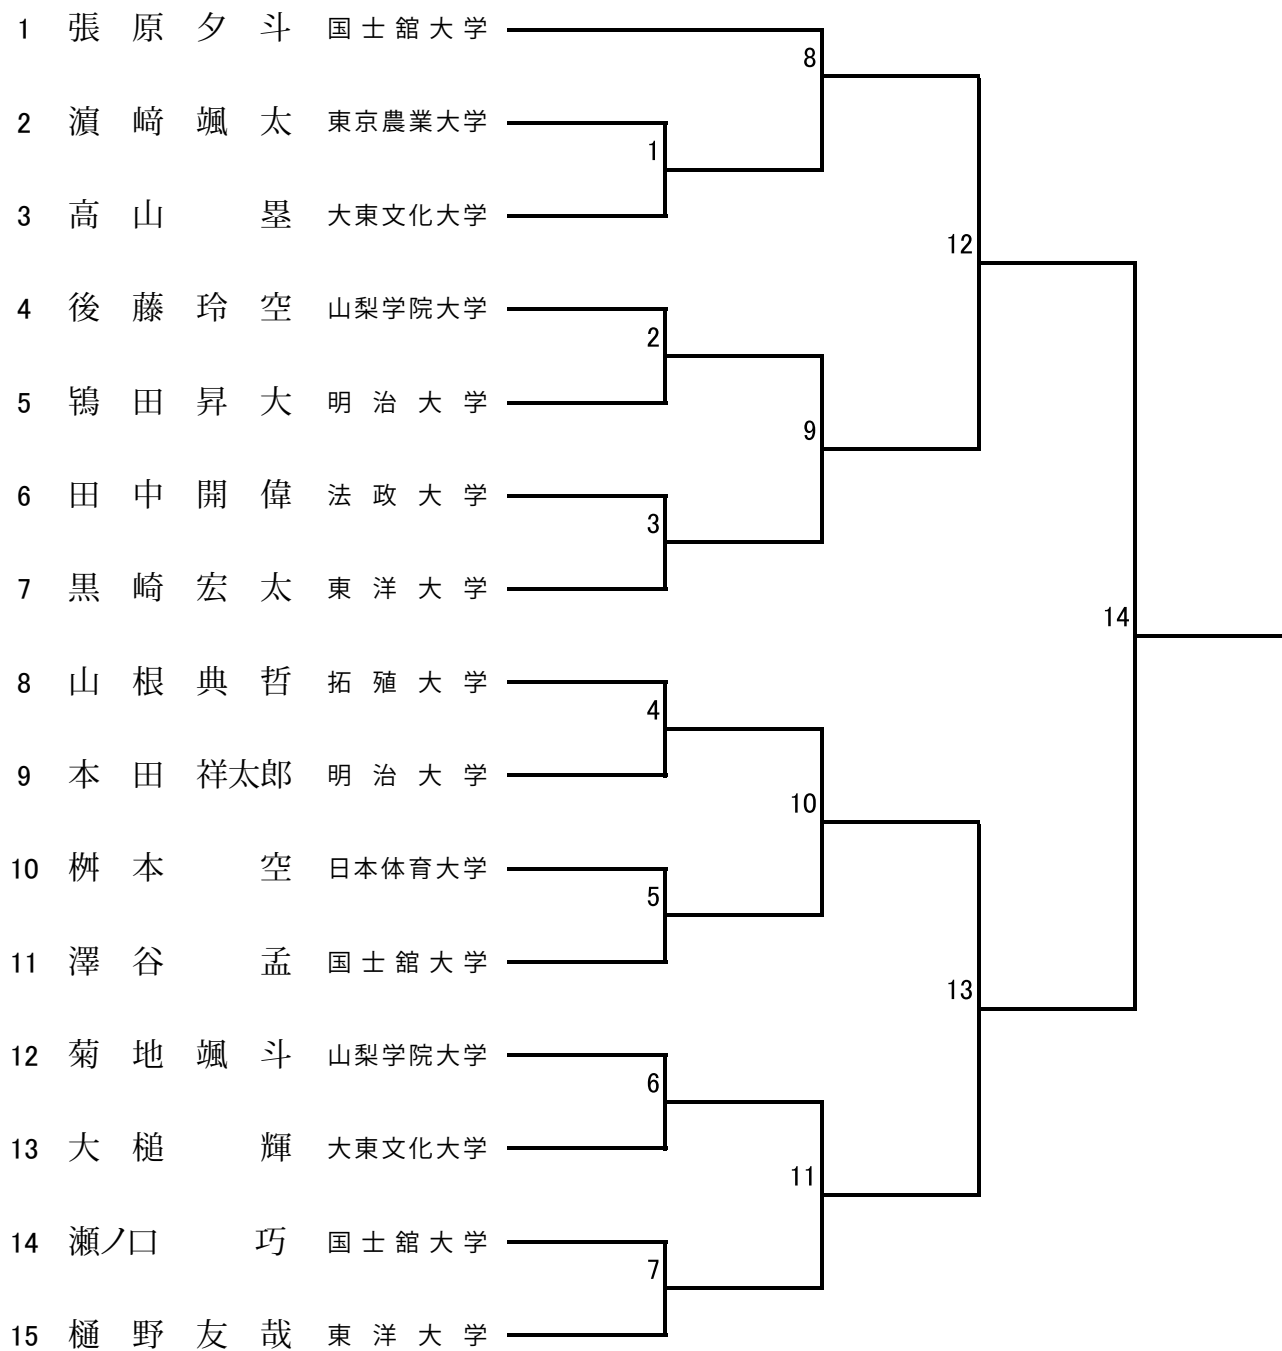 1 張原夕斗 国士舘大学
8
2 濵﨑颯太 東京農業大学
1
3 高山 塁 大東文化大学
12
4 後藤玲空 山梨学院大学
2
5 鴇田昇大 明治大学
9
6 田中開偉 法政大学
3
7 黒崎宏太 東洋大学
14
8 山根典哲 拓殖大学
4
9 本田祥太郎 明治大学
10
10 桝本 空 日本体育大学
5
11 澤谷 孟 国士舘大学
13
12 菊地颯斗 山梨学院大学
6
13 大槌 輝 大東文化大学
11
14 瀬ノ口 巧 国士舘大学
7
15 樋野友哉 東洋大学